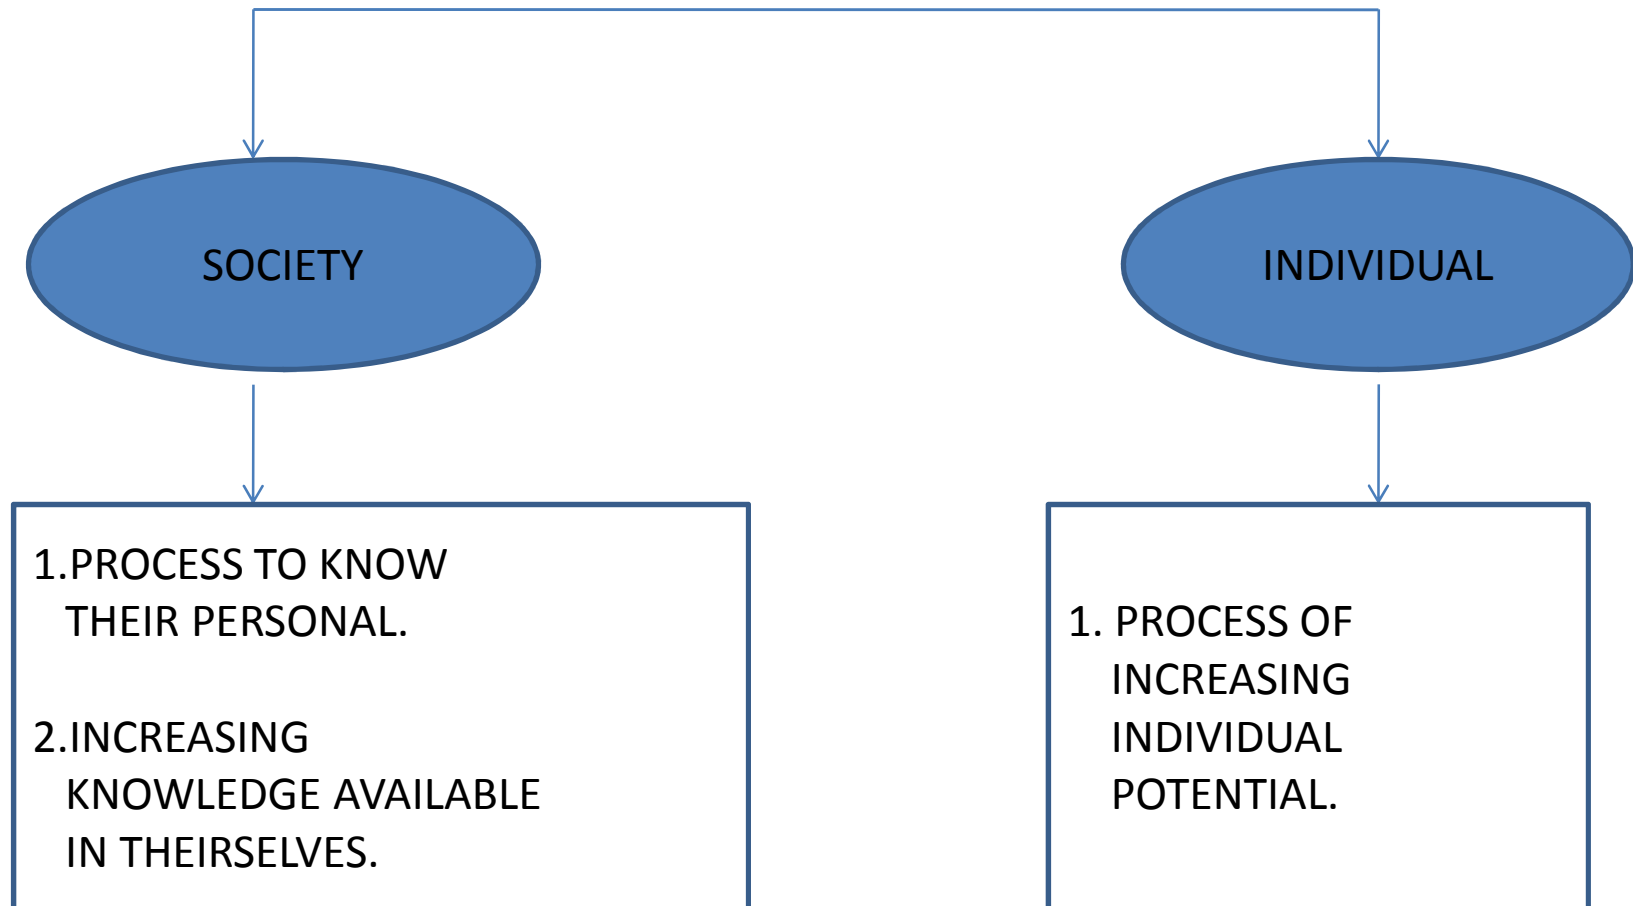 SOCIETY
INDIVIDUAL
1.PROCESS TO KNOW
THEIR PERSONAL.
2.INCREASING
KNOWLEDGE AVAILABLE
IN THEIRSELVES.
1. PROCESS OF
INCREASING
INDIVIDUAL
POTENTIAL.